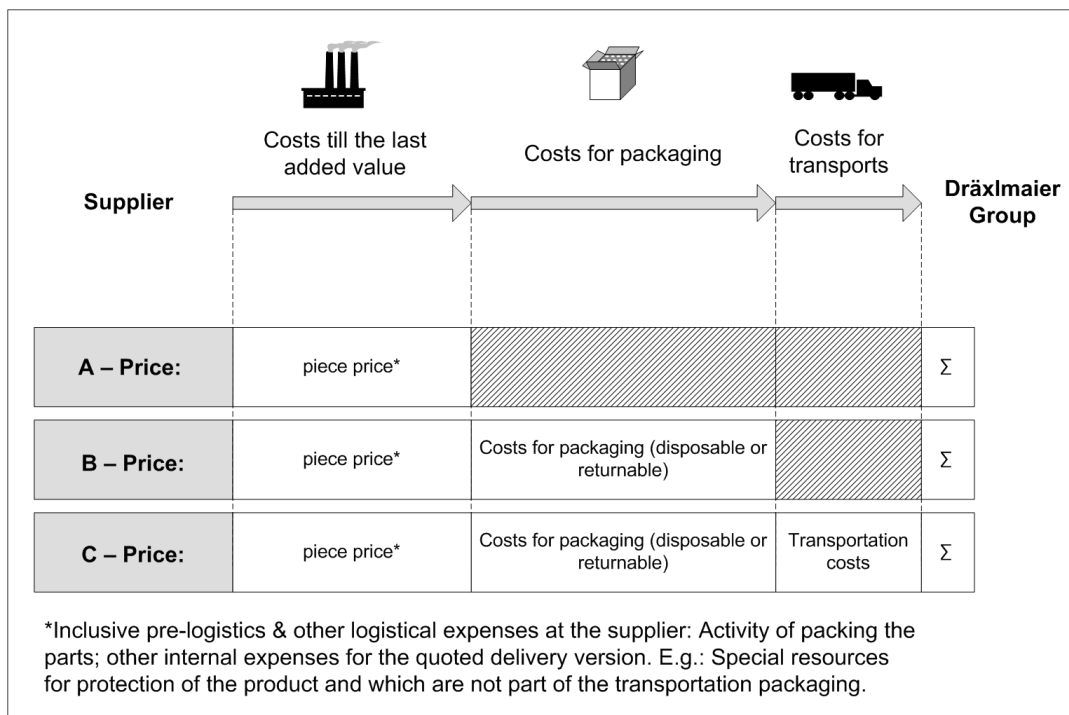 Costs till the last
added value
Costs for packaging
Costs for
transports
Supplier
Dräxlmaier
Group
A – Price:
piece price*
Σ
B – Price:
piece price*
Costs for packaging (disposable or
returnable)
Σ
C – Price:
piece price*
Costs for packaging (disposable or
returnable)
Transportation
costs
Σ
*Inclusive pre-logistics & other logistical expenses at the supplier: Activity of packing the
parts; other internal expenses for the quoted delivery version. E.g.: Special resources
for protection of the product and which are not part of the transportation packaging.